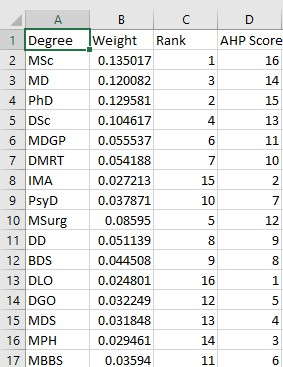 A B C D
1 Degree Weight Rank AHP Score
2 MSc 0.135017 1 16
3 MD 0.120082 3 14
4 PhD 0.129581 2 15
5 DSc 0.104617 4 13
6 MDGP 0.055537 6 11
7 DMRT 0.054188 7 10
8 IMA 0.027213 15 2
9 PsyD 0.037871 10 7
10 MSurg 0.08595 5 12
11 DD 0.051139 8 9
12 BDS 0.044508 9 8
13 DLO 0.024801 16 1
14 DGO 0.032249 12 5
15 MDS 0.031848 13 4
16 MPH 0.029461 14 3
17 MBBS 0.03594 11 6